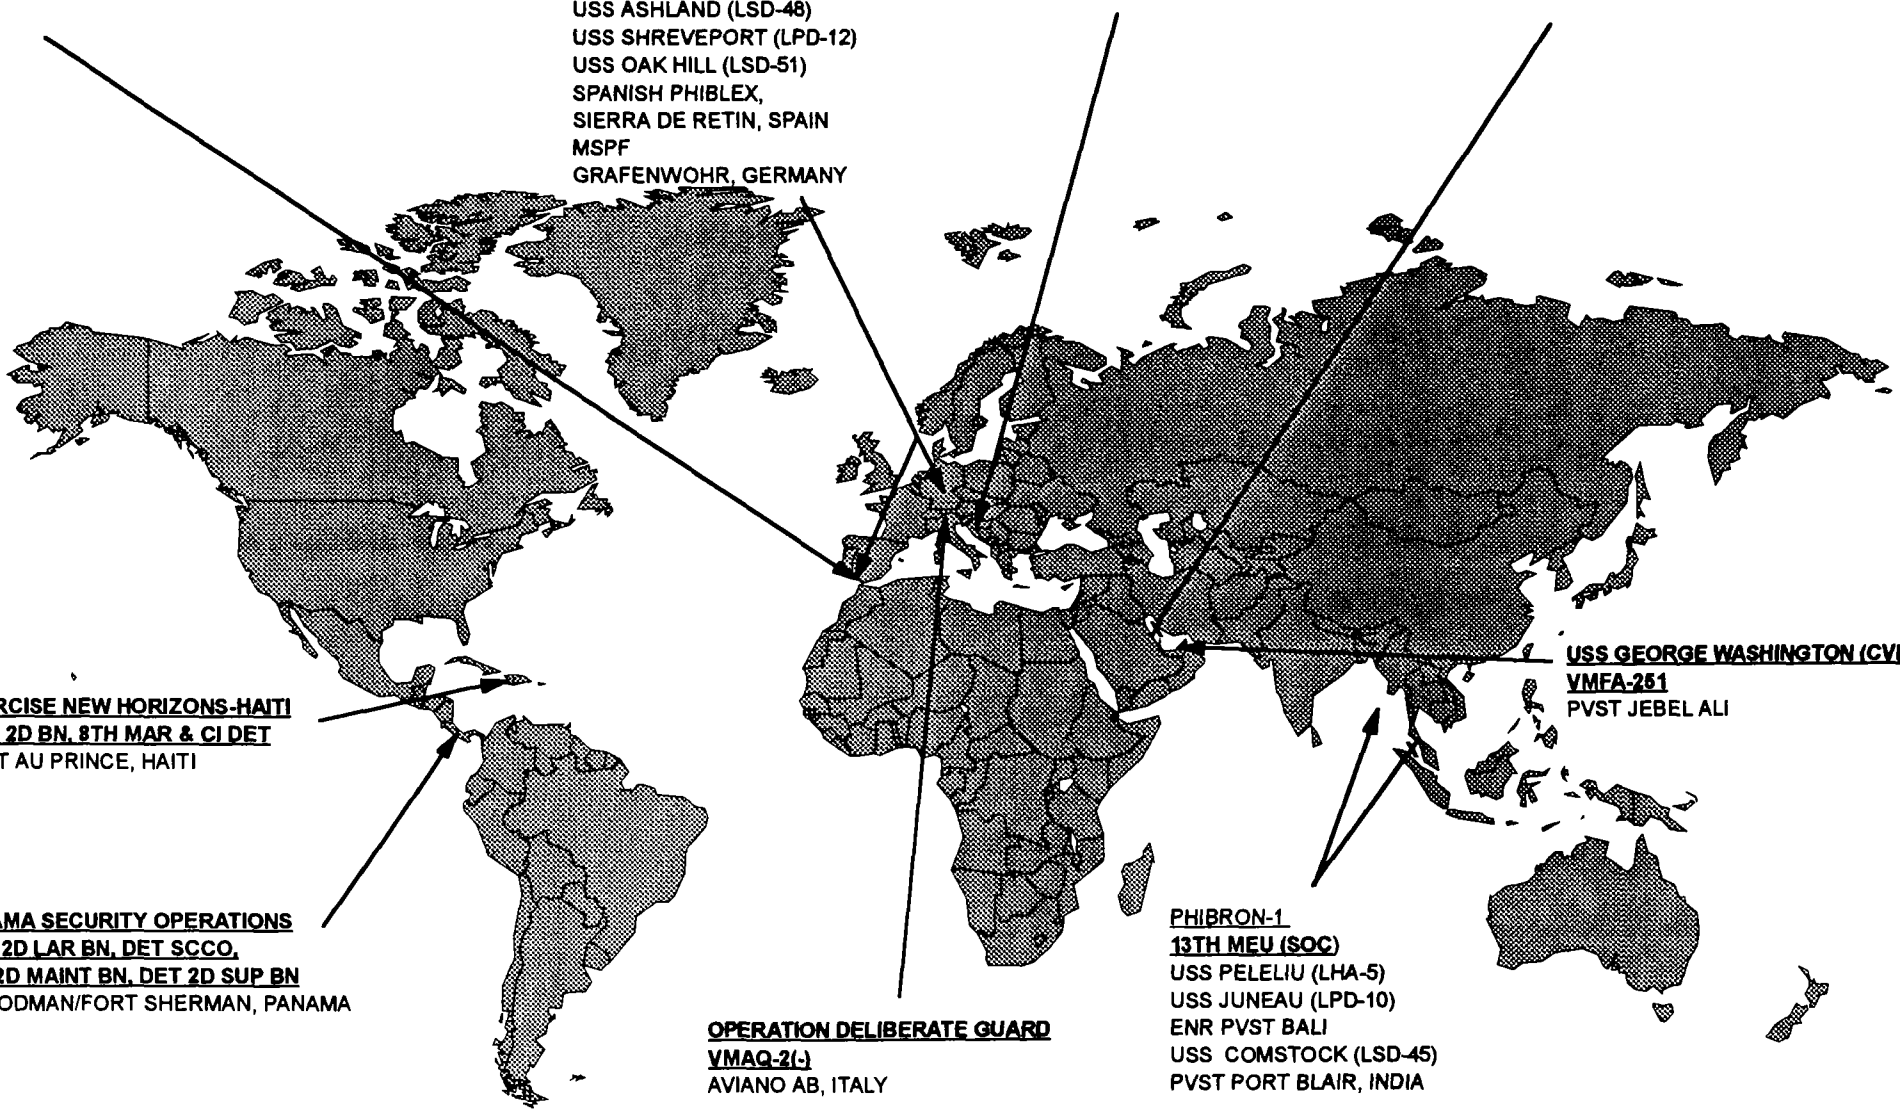 USS ASHLAND (LSD-48)
USS SHREVEPORT (LPD-12)
USS OAK HILL (LSD-51)
SPANISH PHIBLEX,
SIERRA DE RETIN, SPAIN
MSPF
GRAFENWOHR, GERMANY
USS GEORGE WASHINGTON (CV
VMFA-251
PVST JEBEL ALI
RCISE NEW HORIZONS-HAITI
2D BN, 8TH MAR & CI DET
T AU PRINCE, HAITI
AMA SECURITY OPERATIONS
2D LAR BN, DET SCCO,
2D MAINT BN, DET 2D SUP BN
ODMAN/FORT SHERMAN, PANAMA
OPERATION DELIBERATE GUARD
VMAQ-2(-)
AVIANO AB, ITALY
PHIBRON-1
13TH MEU (SOC)
USS PELELIU (LHA-5)
USS JUNEAU (LPD-10)
ENR PVST BALI
USS COMSTOCK (LSD-45)
PVST PORT BLAIR, INDIA